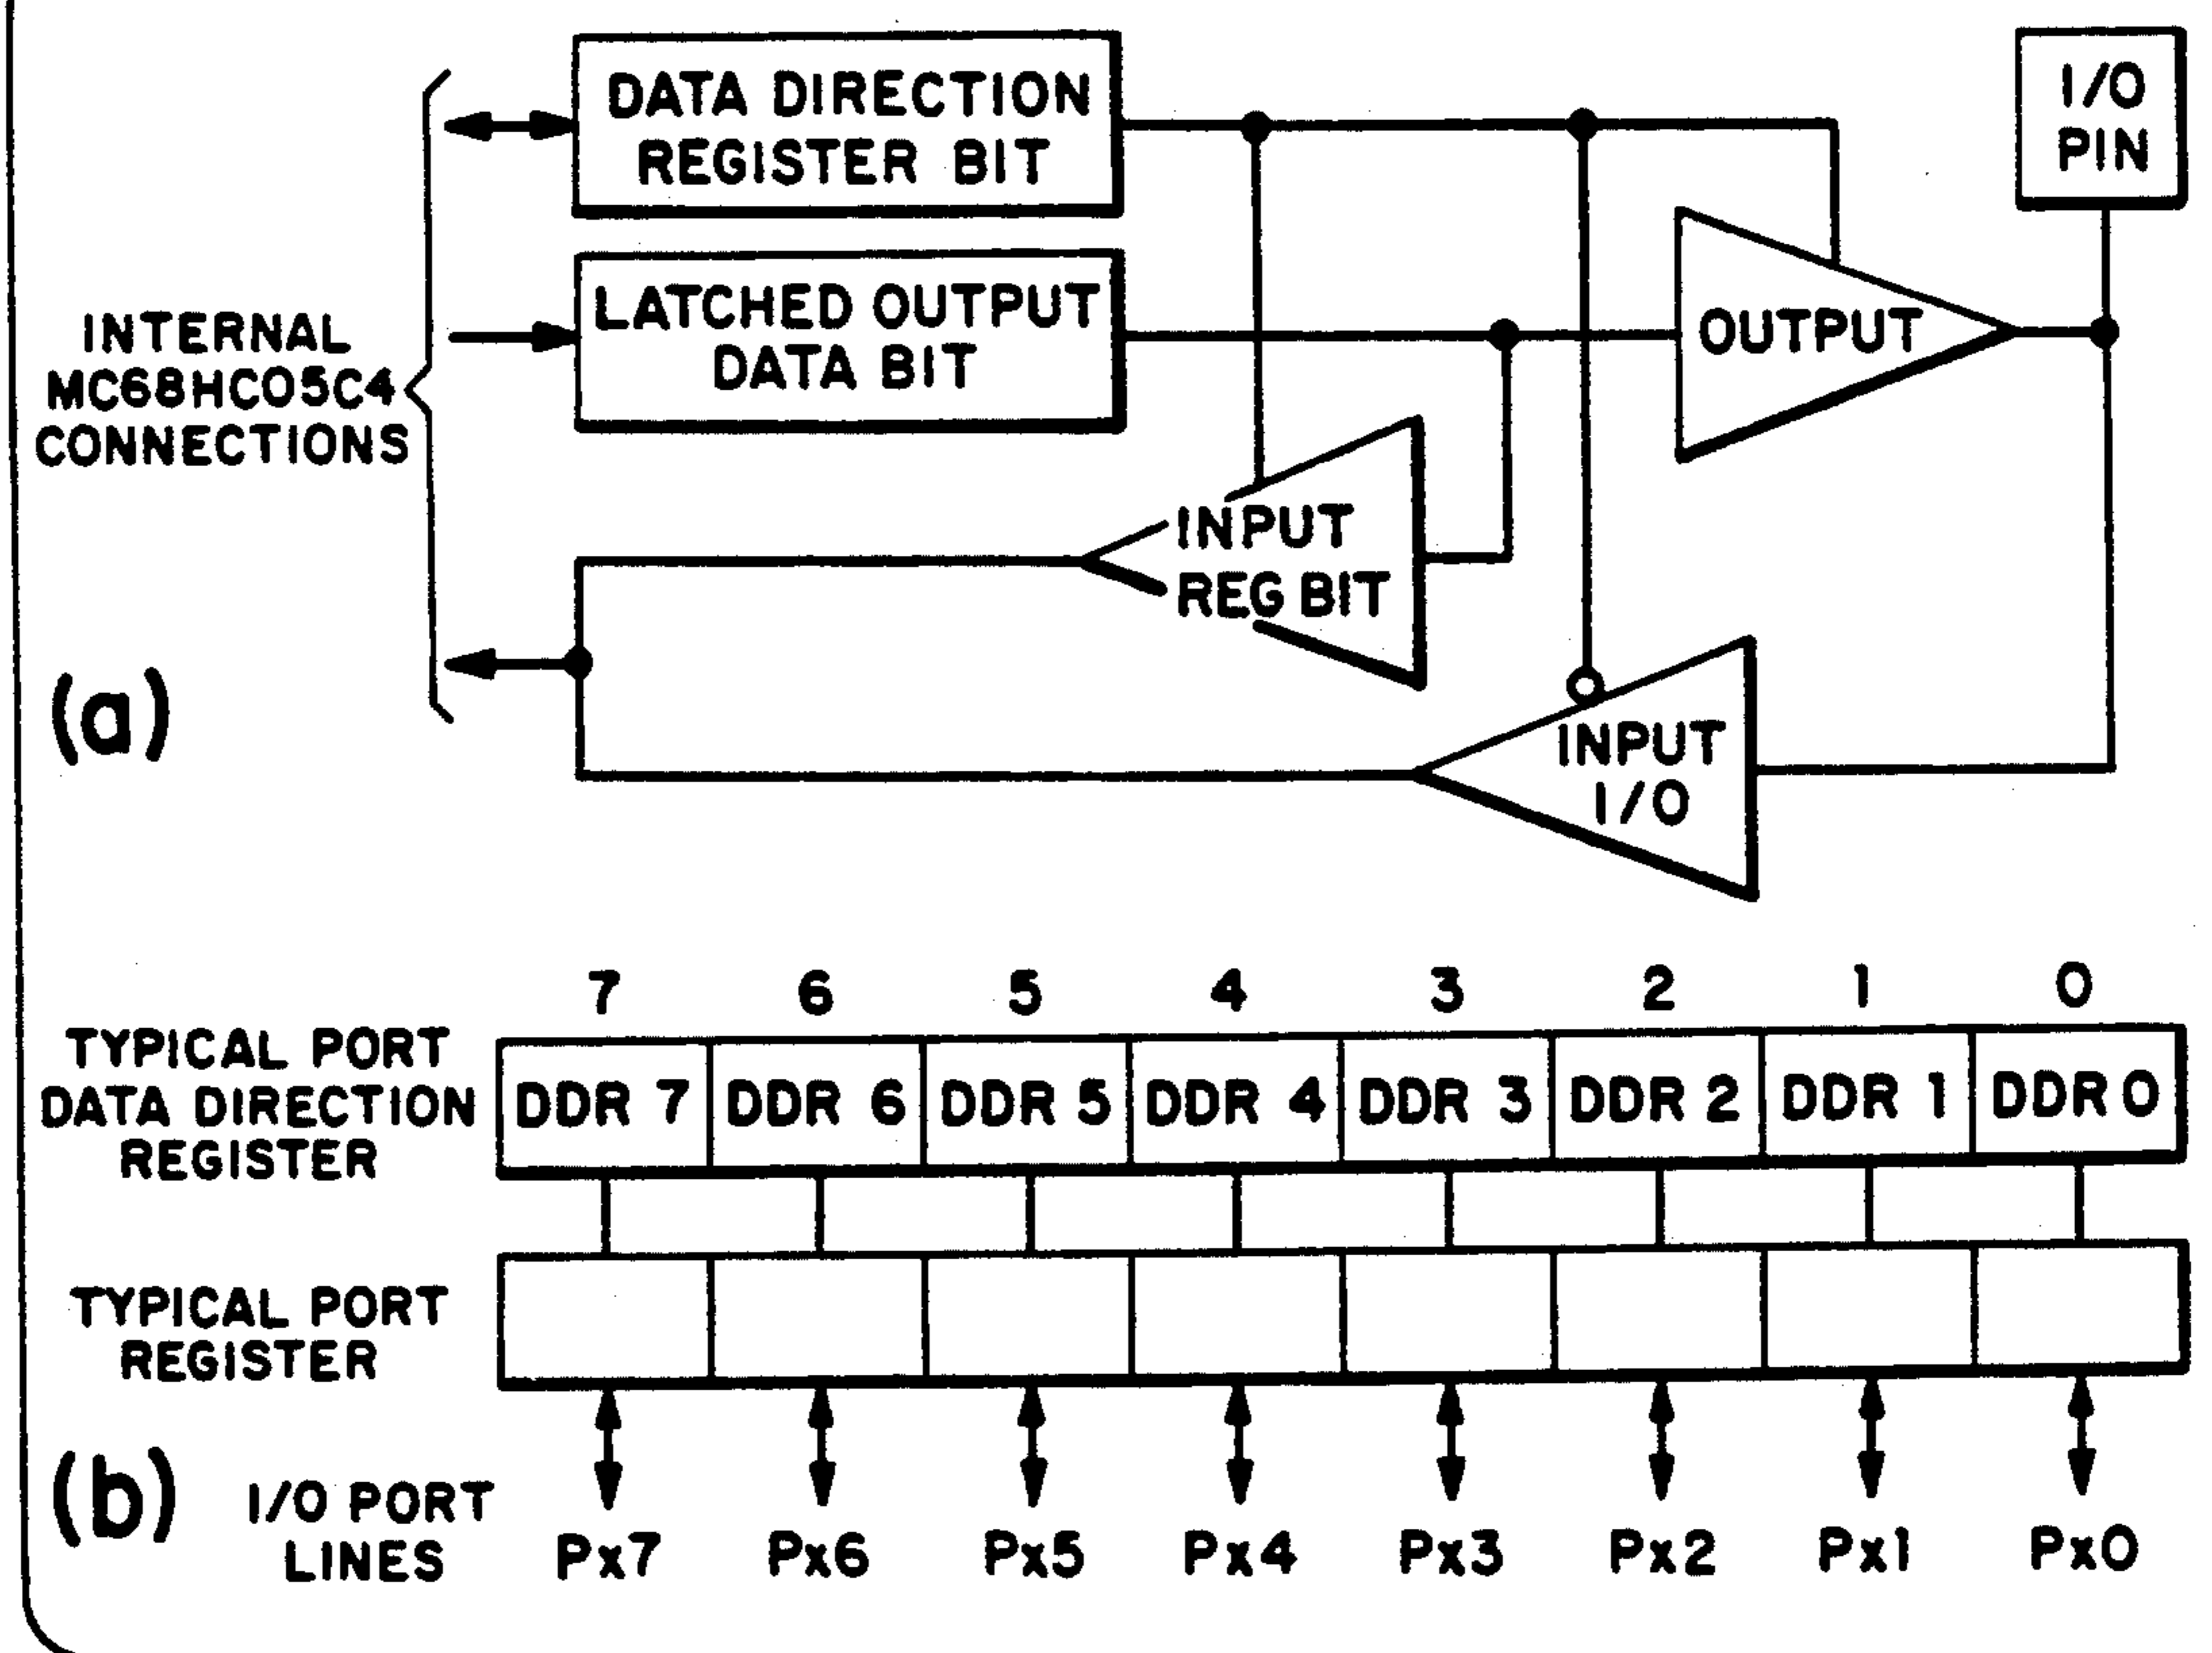 DATA DIRECTION
REGISTER BIT
I/O
PIN
LATCHED OUTPUT
DATA BIT
OUTPUT
INTERNAL
MC68HC05C4
CONNECTIONS
INPUT
REG BIT
(a)
INPUT
I/O
7 6 5 4 3 2 1 0
TYPICAL PORT
DATA DIRECTION
REGISTER
DDR 7 DDR 6 DDR 5 DDR 4 DDR 3 DDR 2 DDR 1 DDR 0
TYPICAL PORT
REGISTER
(b)
I/O PORT
LINES
Px7 Px6 Px5 Px4 Px3 Px2 Px1 Px0